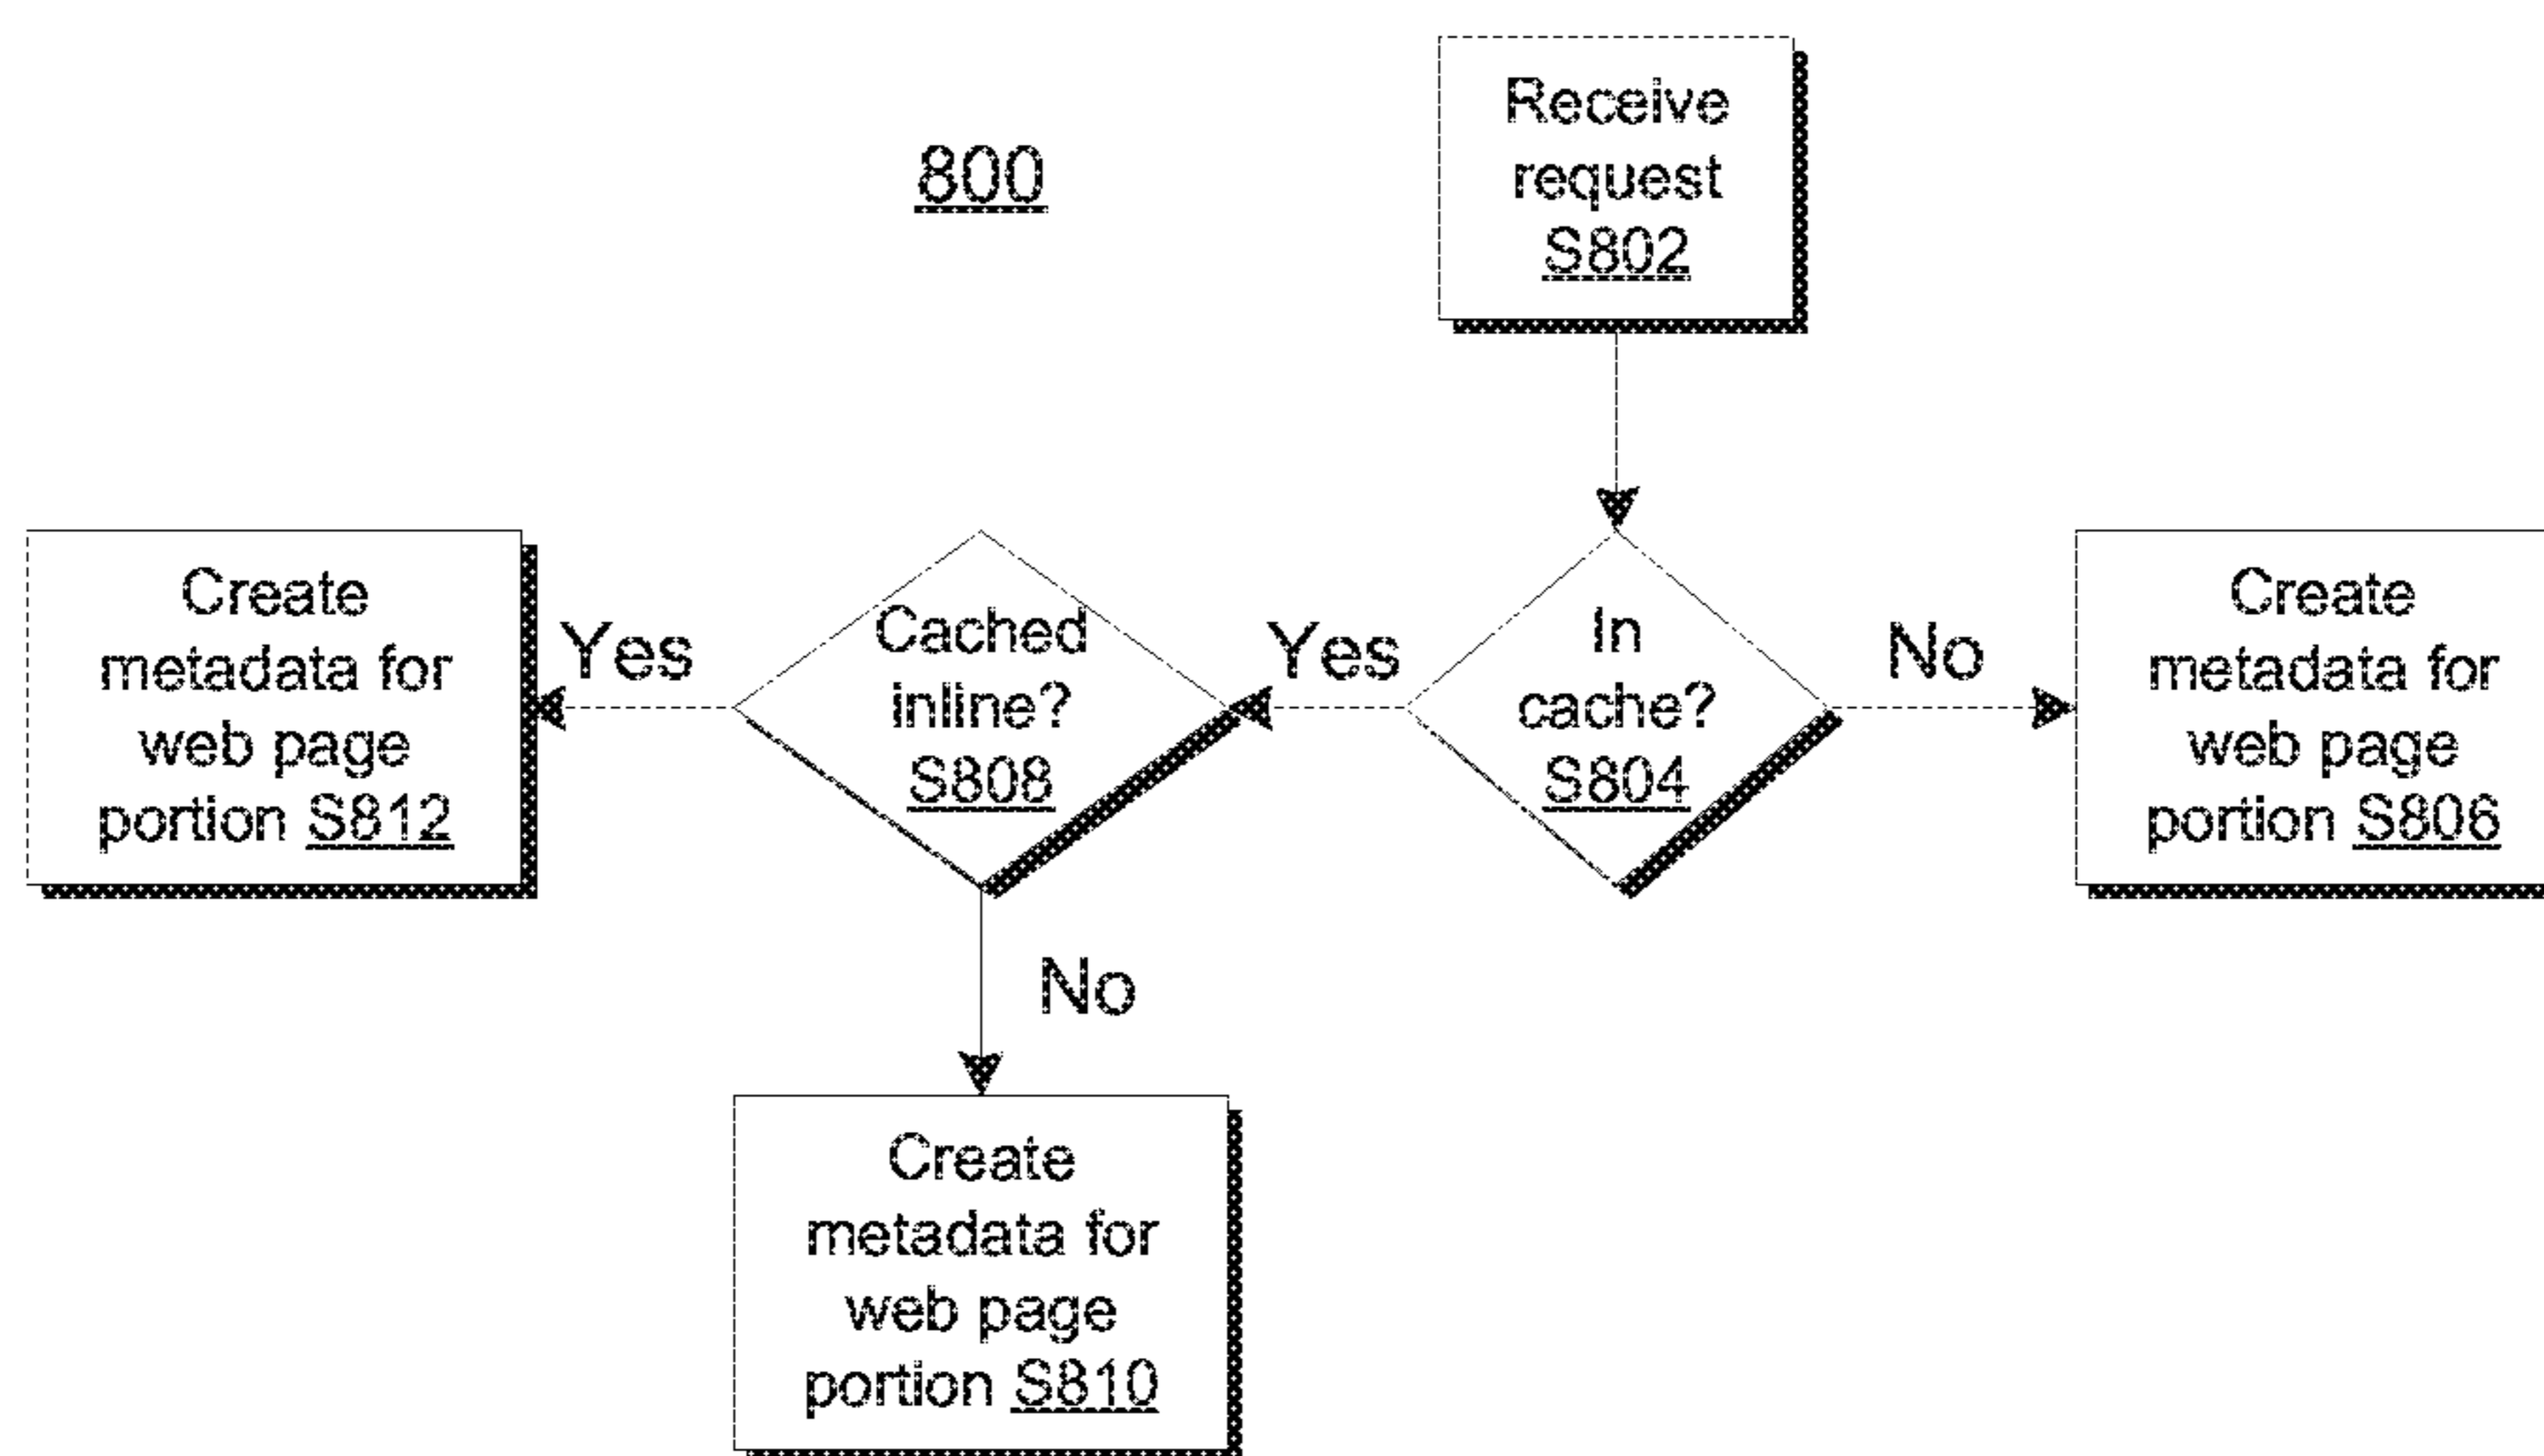 800
Receive
request
S802
Create
metadata for
web page
portion S812
Yes
Cached
inline?
S808
Yes
In
cache?
S804
No
Create
metadata for
web page
portion S806
No
Create
metadata for
web page
portion S810